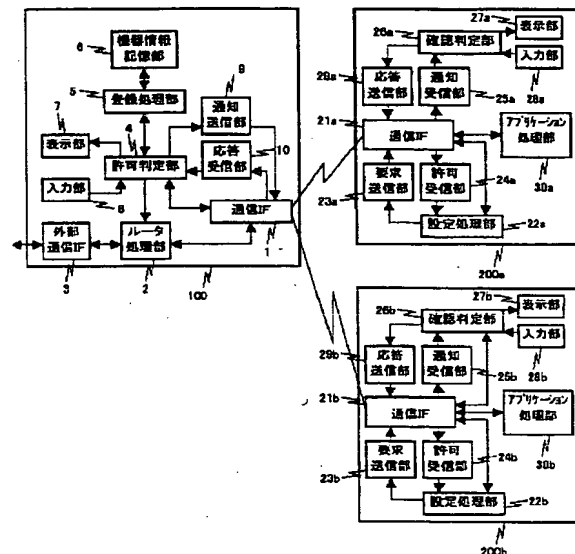 6
機器情報
記憶部
5
登録処理部
9
通知
送信部
7
表示部
4
許可判定部
応答
受信部
10
入力部
8
通信IF
外部
通信IF
ルータ
処理部
3
2
100
1
27a
表示部
26a
確認判定部
入力部
28a
29a
応答
送信部
通知
受信部
25a
21a
通信IF
アプリケーション
処理部
30a
要求
送信部
許可
受信部
24a
23a
設定処理部
22a
200a
27b
表示部
26b
確認判定部
入力部
28b
29b
応答
送信部
通知
受信部
25b
21b
通信IF
アプリケーション
処理部
30b
要求
送信部
許可
受信部
24b
23b
設定処理部
22b
200b